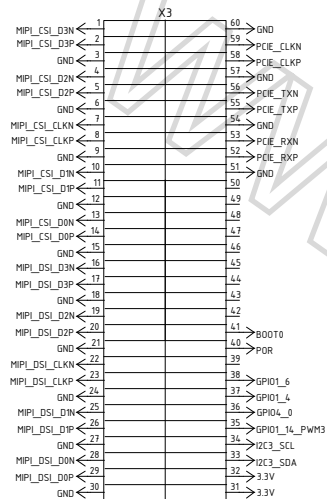 X3
MIPI_CSI_D3N 1 60 GND
MIPI_CSI_D3P 2 59 PCIE_CLKN
GND 3 58 PCIE_CLKP
MIPI_CSI_D2N 4 57 GND
MIPI_CSI_D2P 5 56 PCIE_TXN
GND 6 55 PCIE_TXP
MIPI_CSI_CLKN 7 54 GND
MIPI_CSI_CLKP 8 53 PCIE_RXN
GND 9 52 PCIE_RXP
MIPI_CSI_D1N 10 51 GND
MIPI_CSI_D1P 11 50
GND 12 49
MIPI_CSI_D0N 13 48
MIPI_CSI_D0P 14 47
GND 15 46
MIPI_DSI_D3N 16 45
MIPI_DSI_D3P 17 44
GND 18 43
MIPI_DSI_D2N 19 42
MIPI_DSI_D2P 20 41 BOOT0
GND 21 40 POR
MIPI_DSI_CLKN 22 39
MIPI_DSI_CLKP 23 38 GPIO1_6
GND 24 37 GPIO1_4
MIPI_DSI_D1N 25 36 GPIO4_0
MIPI_DSI_D1P 26 35 GPIO1_14_PWM3
GND 27 34 I2C3_SCL
MIPI_DSI_D0N 28 33 I2C3_SDA
MIPI_DSI_D0P 29 32 3.3V
GND 30 31 3.3V